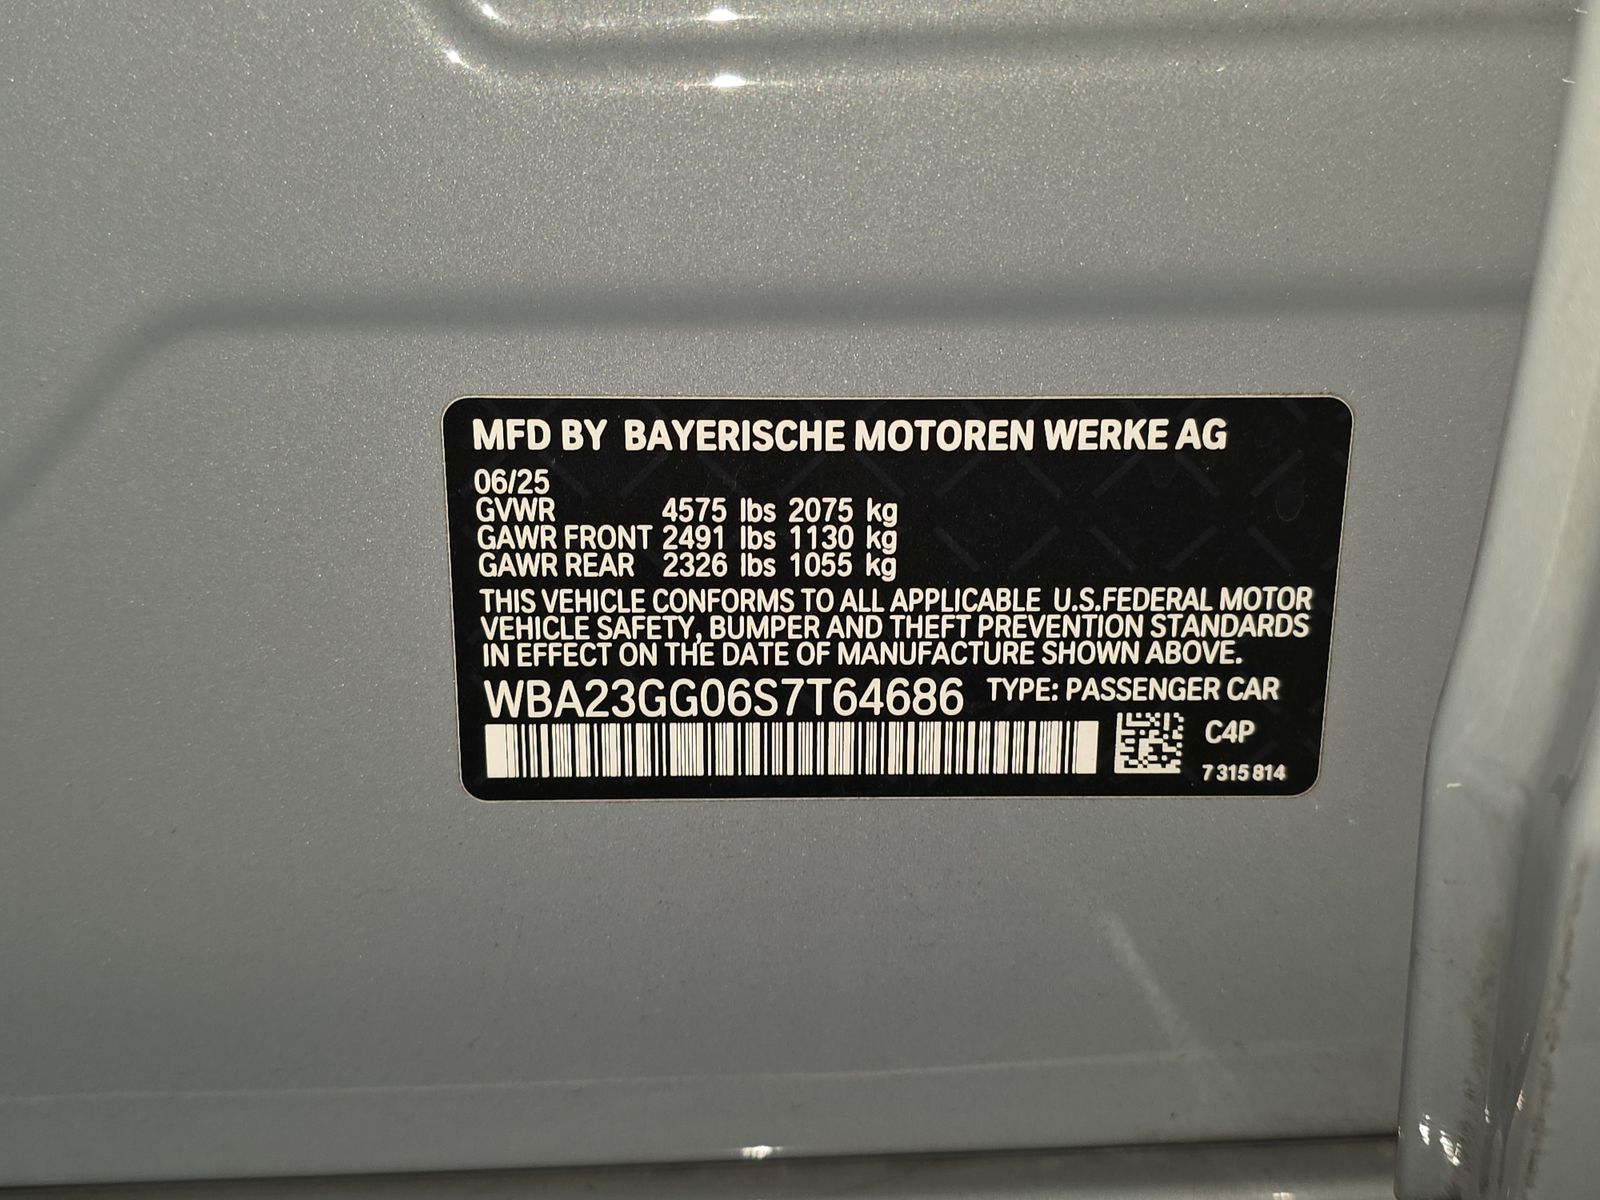 MFD BY BAYERISCHE MOTOREN WERKE AG
06/25
GVWR 4575 lbs 2075 kg
GAWR FRONT 2491 lbs 1130 kg
GAWR REAR 2326 lbs 1055 kg
THIS VEHICLE CONFORMS TO ALL APPLICABLE U.S.FEDERAL MOTOR
VEHICLE SAFETY, BUMPER AND THEFT PREVENTION STANDARDS
IN EFFECT ON THE DATE OF MANUFACTURE SHOWN ABOVE.
WBA23GG06S7T64686 TYPE: PASSENGER CAR
C4P
7 315 814